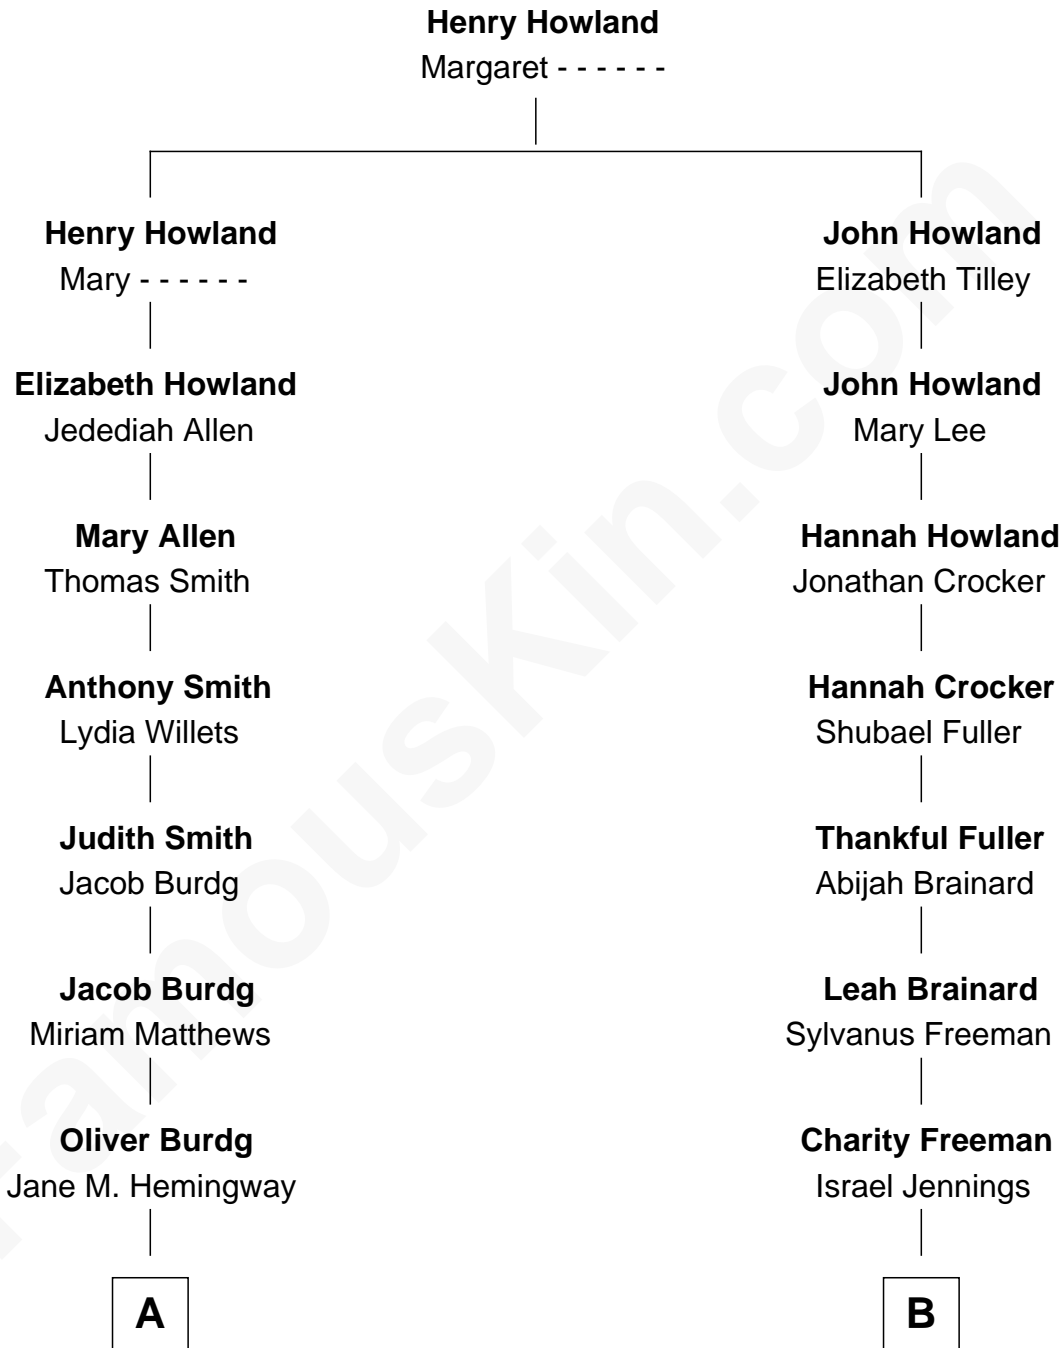 Henry Howland
Margaret - - - - - -
Henry Howland
Mary - - - - - -
John Howland
Elizabeth Tilley
Elizabeth Howland
Jedediah Allen
John Howland
Mary Lee
Mary Allen
Thomas Smith
Hannah Howland
Jonathan Crocker
Anthony Smith
Lydia Willets
Hannah Crocker
Shubael Fuller
Judith Smith
Jacob Burdg
Thankful Fuller
Abijah Brainard
Jacob Burdg
Miriam Matthews
Leah Brainard
Sylvanus Freeman
Oliver Burdg
Jane M. Hemingway
Charity Freeman
Israel Jennings
A
B
FamousKin.com